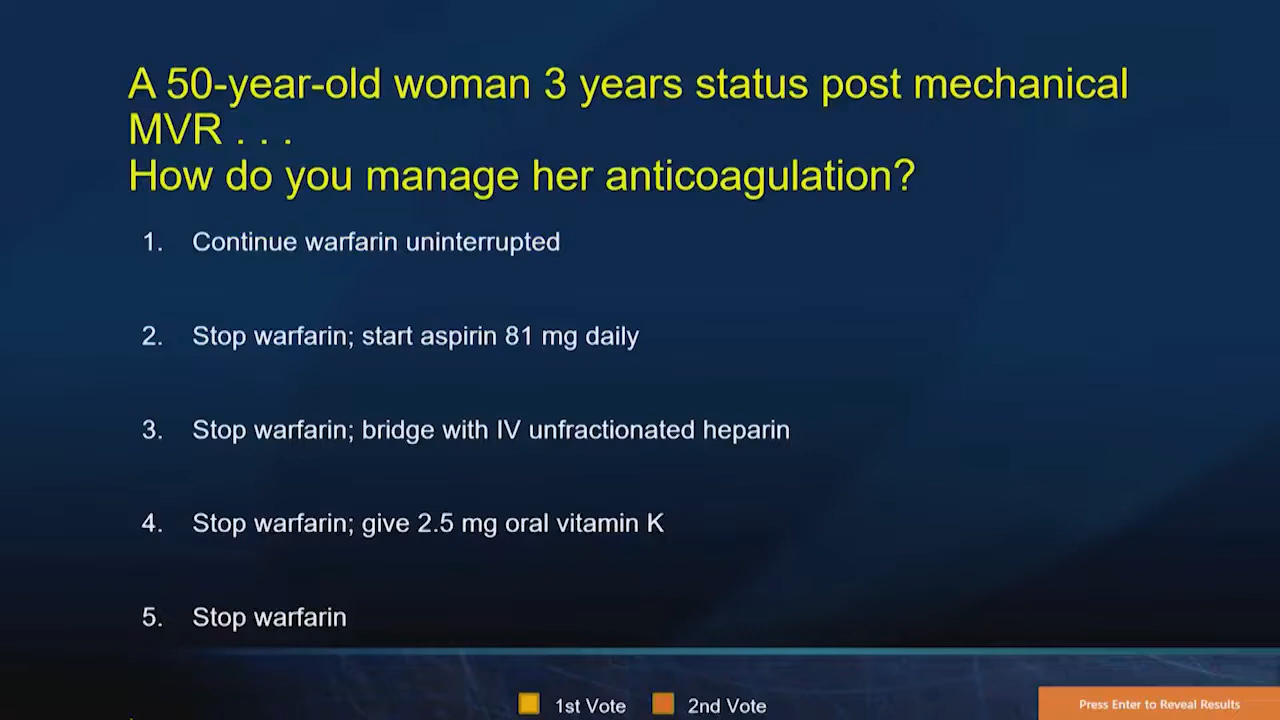 A 50-year-old woman 3 years status post mechanical
MVR . . .
How do you manage her anticoagulation?
1. Continue warfarin uninterrupted
2. Stop warfarin; start aspirin 81 mg daily
3. Stop warfarin; bridge with IV unfractionated heparin
4. Stop warfarin; give 2.5 mg oral vitamin K
5. Stop warfarin
1st Vote 2nd Vote
Press Enter to Reveal Results